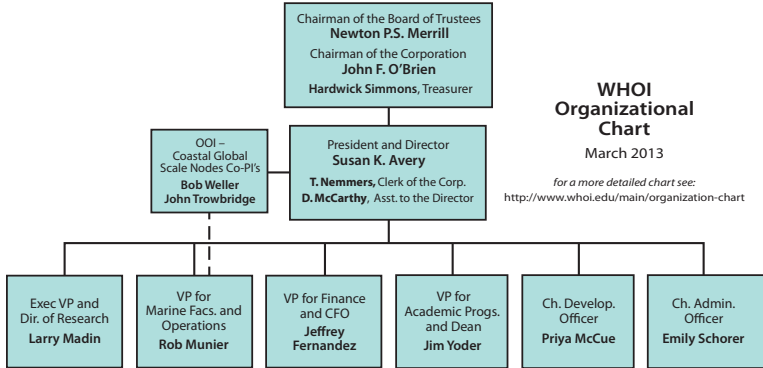 Chairman of the Board of Trustees
Newton P.S. Merrill
Chairman of the Corporation
John F. O'Brien
Hardwick Simmons, Treasurer
WHOI
Organizational
Chart
March 2013
for a more detailed chart see:
http://www.whoi.edu/main/organization-chart
OOI –
Coastal Global
Scale Nodes Co-PI's
Bob Weller
John Trowbridge
President and Director
Susan K. Avery
T. Nemmers, Clerk of the Corp.
D. McCarthy, Asst. to the Director
Exec VP and
Dir. of Research
Larry Madin
VP for
Marine Facs. and
Operations
Rob Munier
VP for Finance
and CFO
Jeffrey
Fernandez
VP for
Academic Progs.
and Dean
Jim Yoder
Ch. Develop.
Officer
Priya McCue
Ch. Admin.
Officer
Emily Schorer